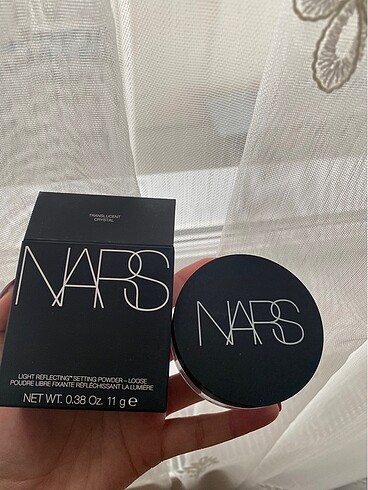 TRANSLUCENT
CRYSTAL
NARS
LIGHT REFLECTING™ SETTING POWDER – LOOSE
POUDRE LIBRE FIXANTE RÉFLÉCHISSANT LA LUMIÈRE
NET WT. 0.38 Oz. 11 g ℮
NARS